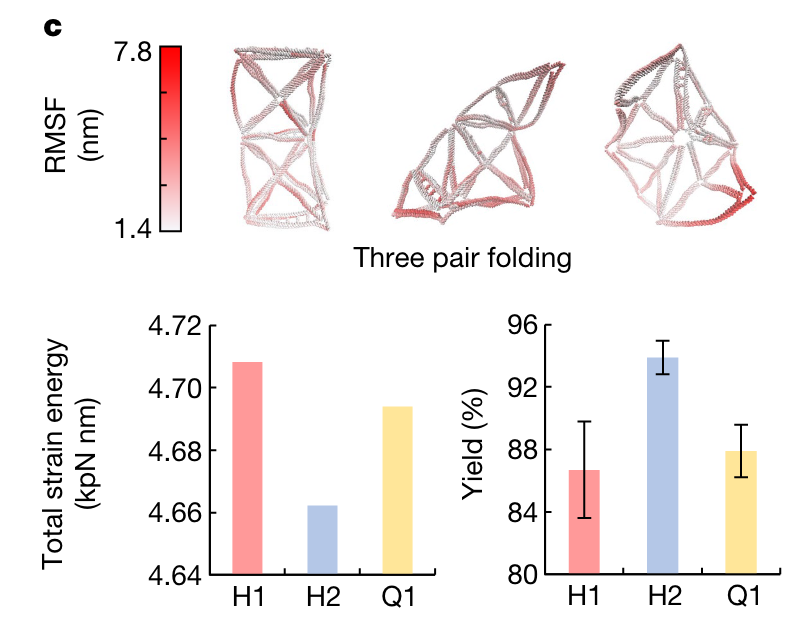 c
7.8
RMSF
(nm)
1.4
Three pair folding
Total strain energy
(kpN nm)
4.72
4.70
4.68
4.66
4.64
H1 H2 Q1
Yield (%)
96
92
88
84
80
H1 H2 Q1